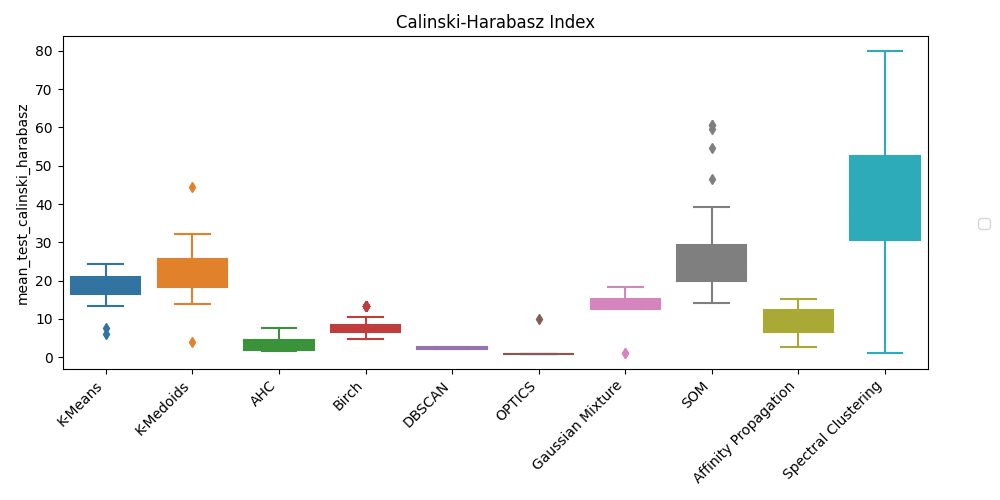 Calinski-Harabasz Index
mean_test_calinski_harabasz
80
70
60
50
40
30
20
10
0
K-Means
K-Medoids
AHC
Birch
DBSCAN
OPTICS
Gaussian Mixture
SOM
Affinity Propagation
Spectral Clustering